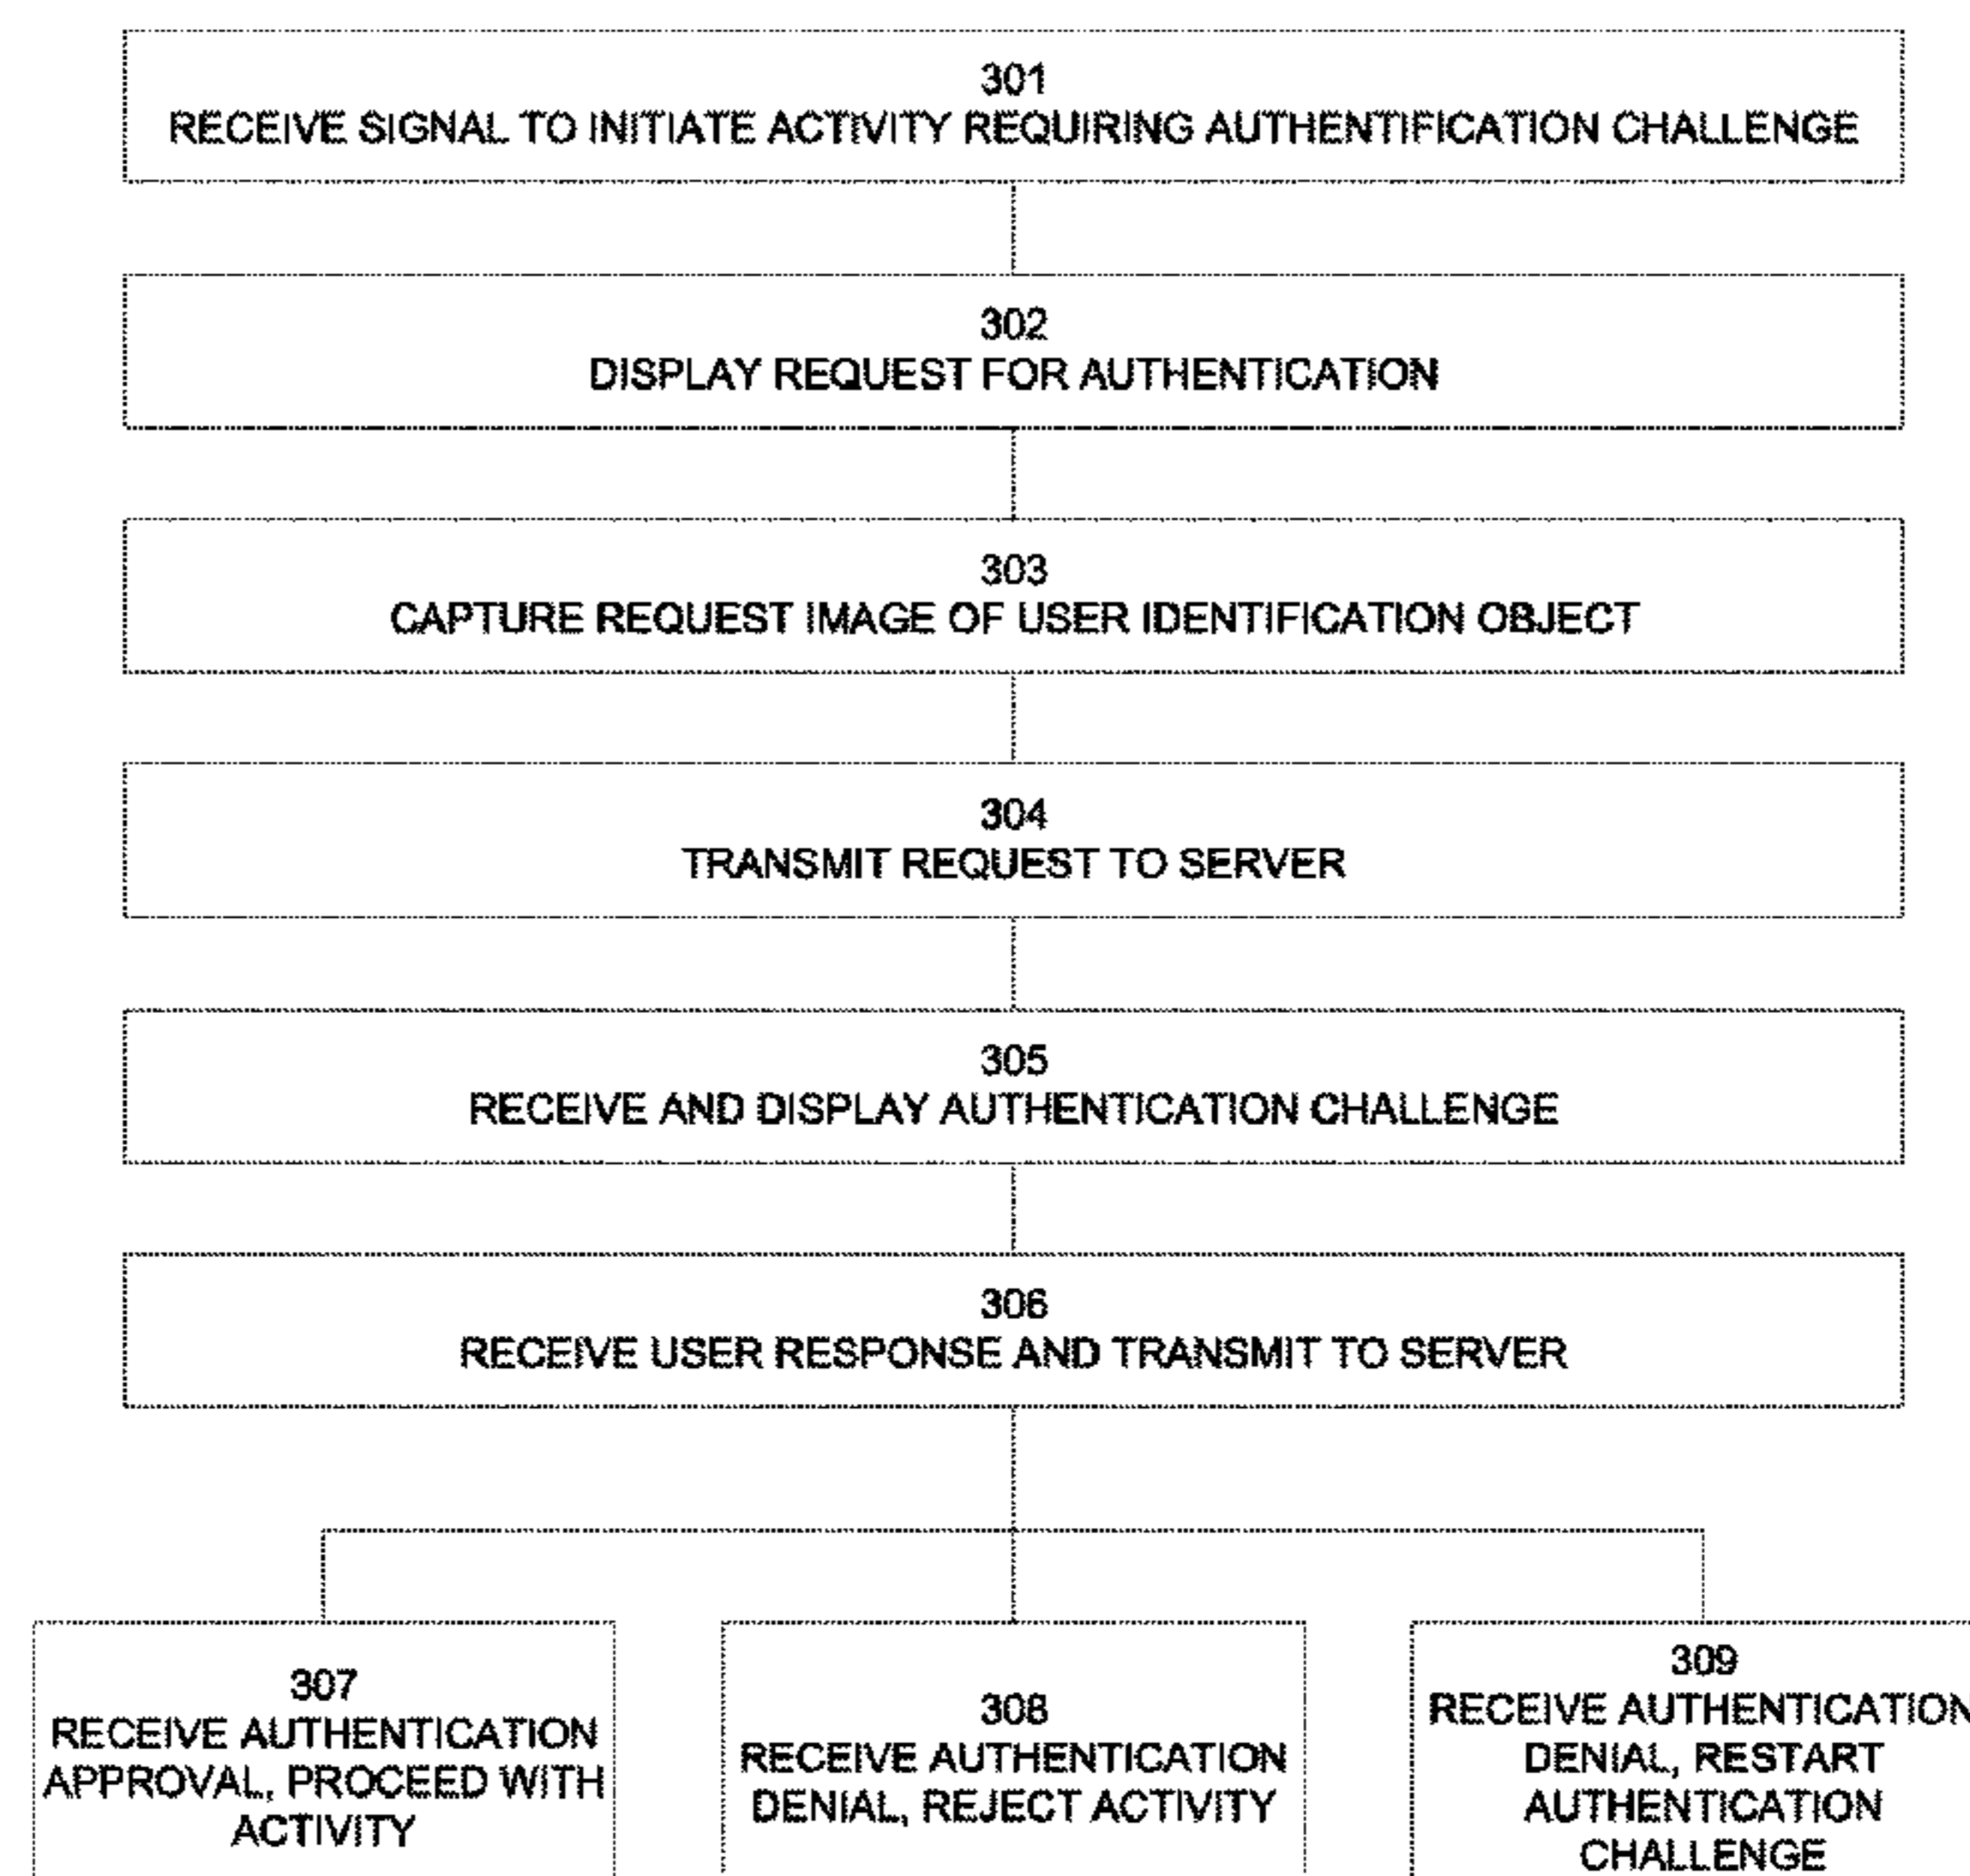 301
RECEIVE SIGNAL TO INITIATE ACTIVITY REQUIRING AUTHENTIFICATION CHALLENGE
302
DISPLAY REQUEST FOR AUTHENTICATION
303
CAPTURE REQUEST IMAGE OF USER IDENTIFICATION OBJECT
304
TRANSMIT REQUEST TO SERVER
305
RECEIVE AND DISPLAY AUTHENTICATION CHALLENGE
306
RECEIVE USER RESPONSE AND TRANSMIT TO SERVER
307
RECEIVE AUTHENTICATION
APPROVAL, PROCEED WITH
ACTIVITY
308
RECEIVE AUTHENTICATION
DENIAL, REJECT ACTIVITY
309
RECEIVE AUTHENTICATION
DENIAL, RESTART
AUTHENTICATION
CHALLENGE